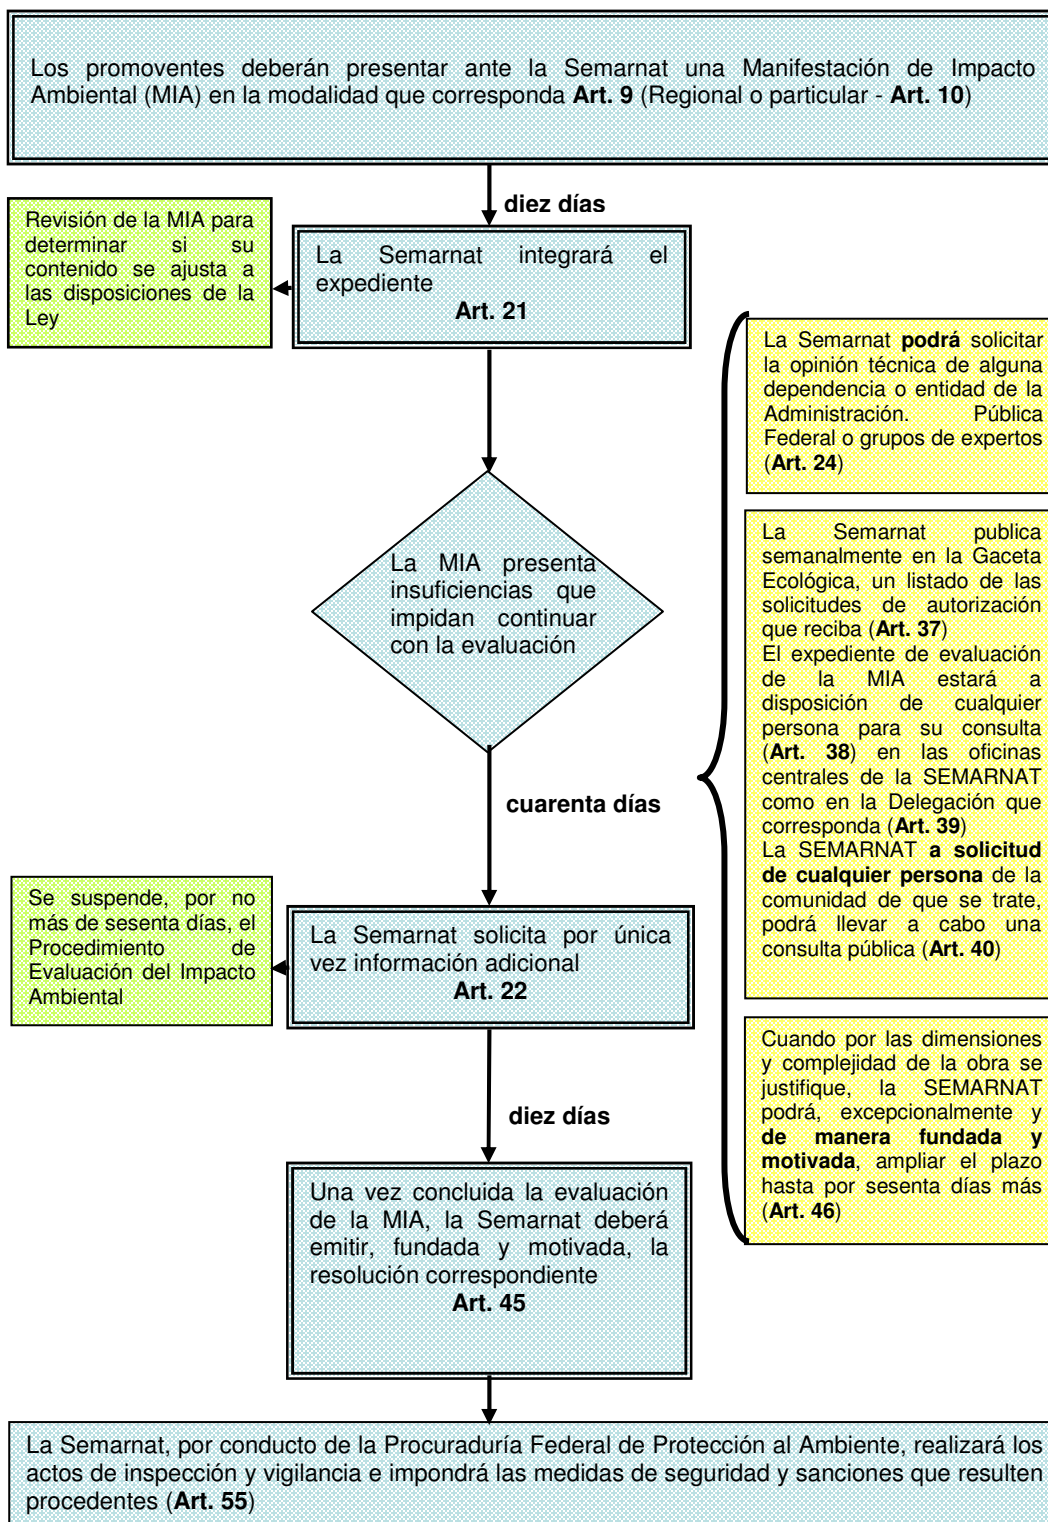 Los promoventes deberán presentar ante la Semarnat una Manifestación de Impacto
Ambiental (MIA) en la modalidad que corresponda Art. 9 (Regional o particular - Art. 10)
diez días
Revisión de la MIA para
determinar si su
contenido se ajusta a
las disposiciones de la
Ley
La Semarnat integrará el
expediente
Art. 21
La MIA presenta
insuficiencias que
impidan continuar
con la evaluación
cuarenta días
Se suspende, por no
más de sesenta días, el
Procedimiento de
Evaluación del Impacto
Ambiental
La Semarnat solicita por única
vez información adicional
Art. 22
diez días
Una vez concluida la evaluación
de la MIA, la Semarnat deberá
emitir, fundada y motivada, la
resolución correspondiente
Art. 45
La Semarnat podrá solicitar
la opinión técnica de alguna
dependencia o entidad de la
Administración. Pública
Federal o grupos de expertos
(Art. 24)
La Semarnat publica
semanalmente en la Gaceta
Ecológica, un listado de las
solicitudes de autorización
que reciba (Art. 37)
El expediente de evaluación
de la MIA estará a
disposición de cualquier
persona para su consulta
(Art. 38) en las oficinas
centrales de la SEMARNAT
como en la Delegación que
corresponda (Art. 39)
La SEMARNAT a solicitud
de cualquier persona de la
comunidad de que se trate,
podrá llevar a cabo una
consulta pública (Art. 40)
Cuando por las dimensiones
y complejidad de la obra se
justifique, la SEMARNAT
podrá, excepcionalmente y
de manera fundada y
motivada, ampliar el plazo
hasta por sesenta días más
(Art. 46)
La Semarnat, por conducto de la Procuraduría Federal de Protección al Ambiente, realizará los
actos de inspección y vigilancia e impondrá las medidas de seguridad y sanciones que resulten
procedentes (Art. 55)